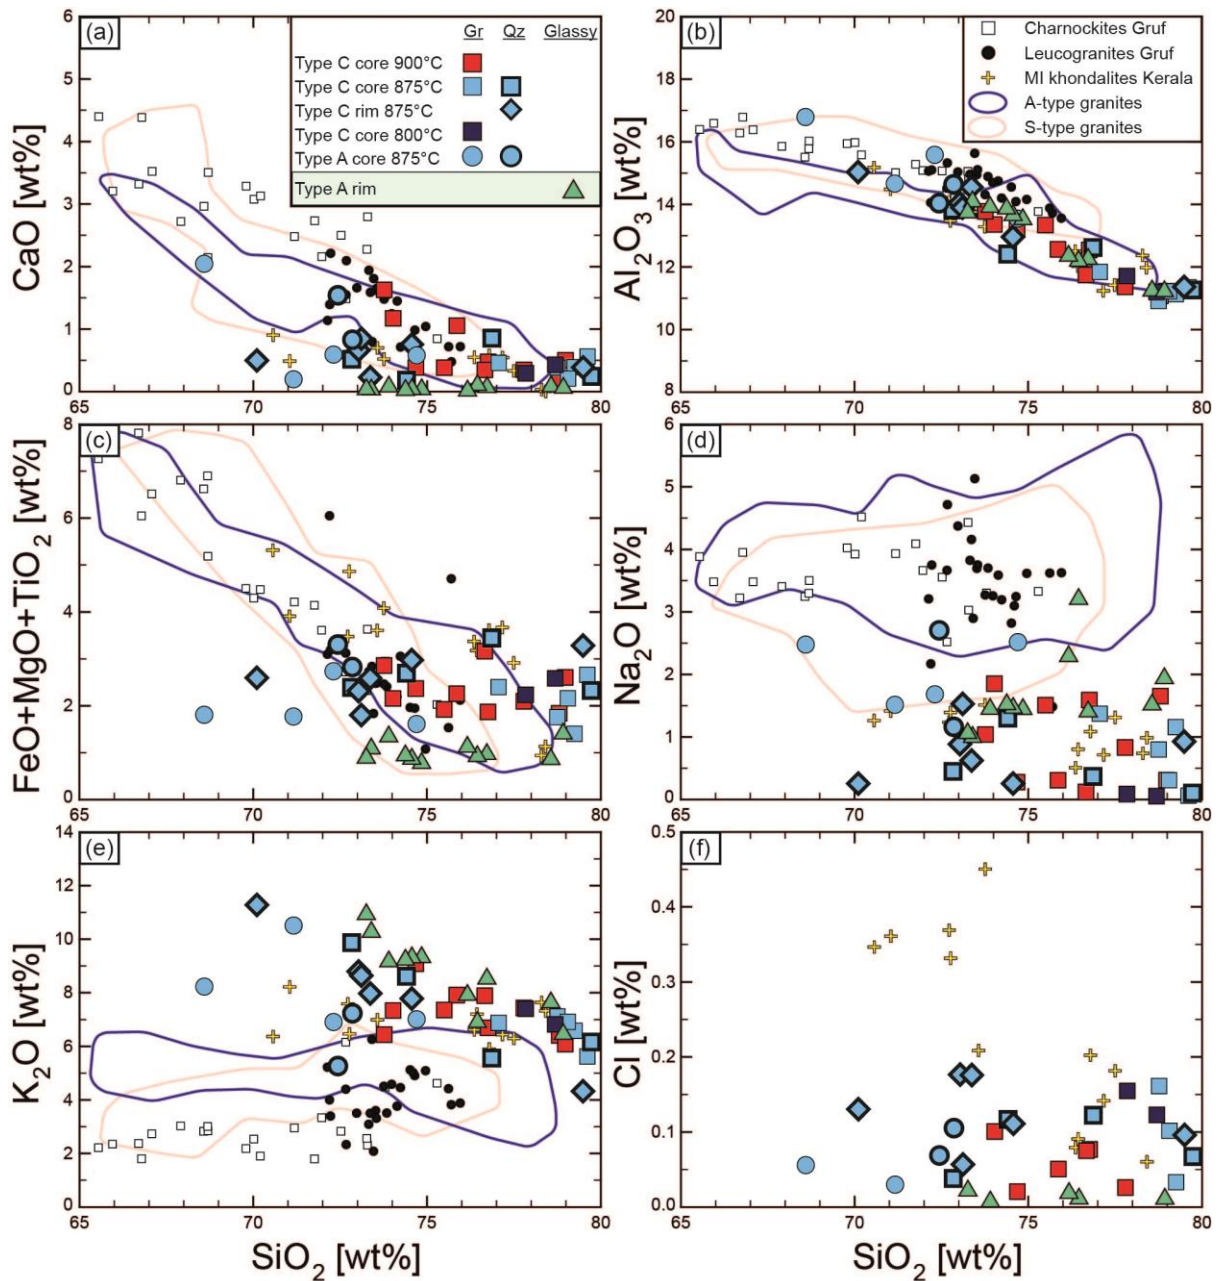 (a)
Gr Qz Glassy
Type C core 900°C
Type C core 875°C
Type C rim 875°C
Type C core 800°C
Type A core 875°C
Type A rim
CaO [wt%]
6
5
4
3
2
1
0
65 70 75 80
(b)
Charnockites Gruf
Leucogranites Gruf
MI khondalites Kerala
A-type granites
S-type granites
Al₂O₃ [wt%]
20
18
16
14
12
10
8
65 70 75 80
(c)
FeO+MgO+TiO₂ [wt%]
8
6
4
2
0
65 70 75 80
(d)
Na₂O [wt%]
6
5
4
3
2
1
0
65 70 75 80
(e)
K₂O [wt%]
14
12
10
8
6
4
2
0
65 70 75 80
SiO₂ [wt%]
(f)
Cl [wt%]
0.5
0.4
0.3
0.2
0.1
0.0
65 70 75 80
SiO₂ [wt%]